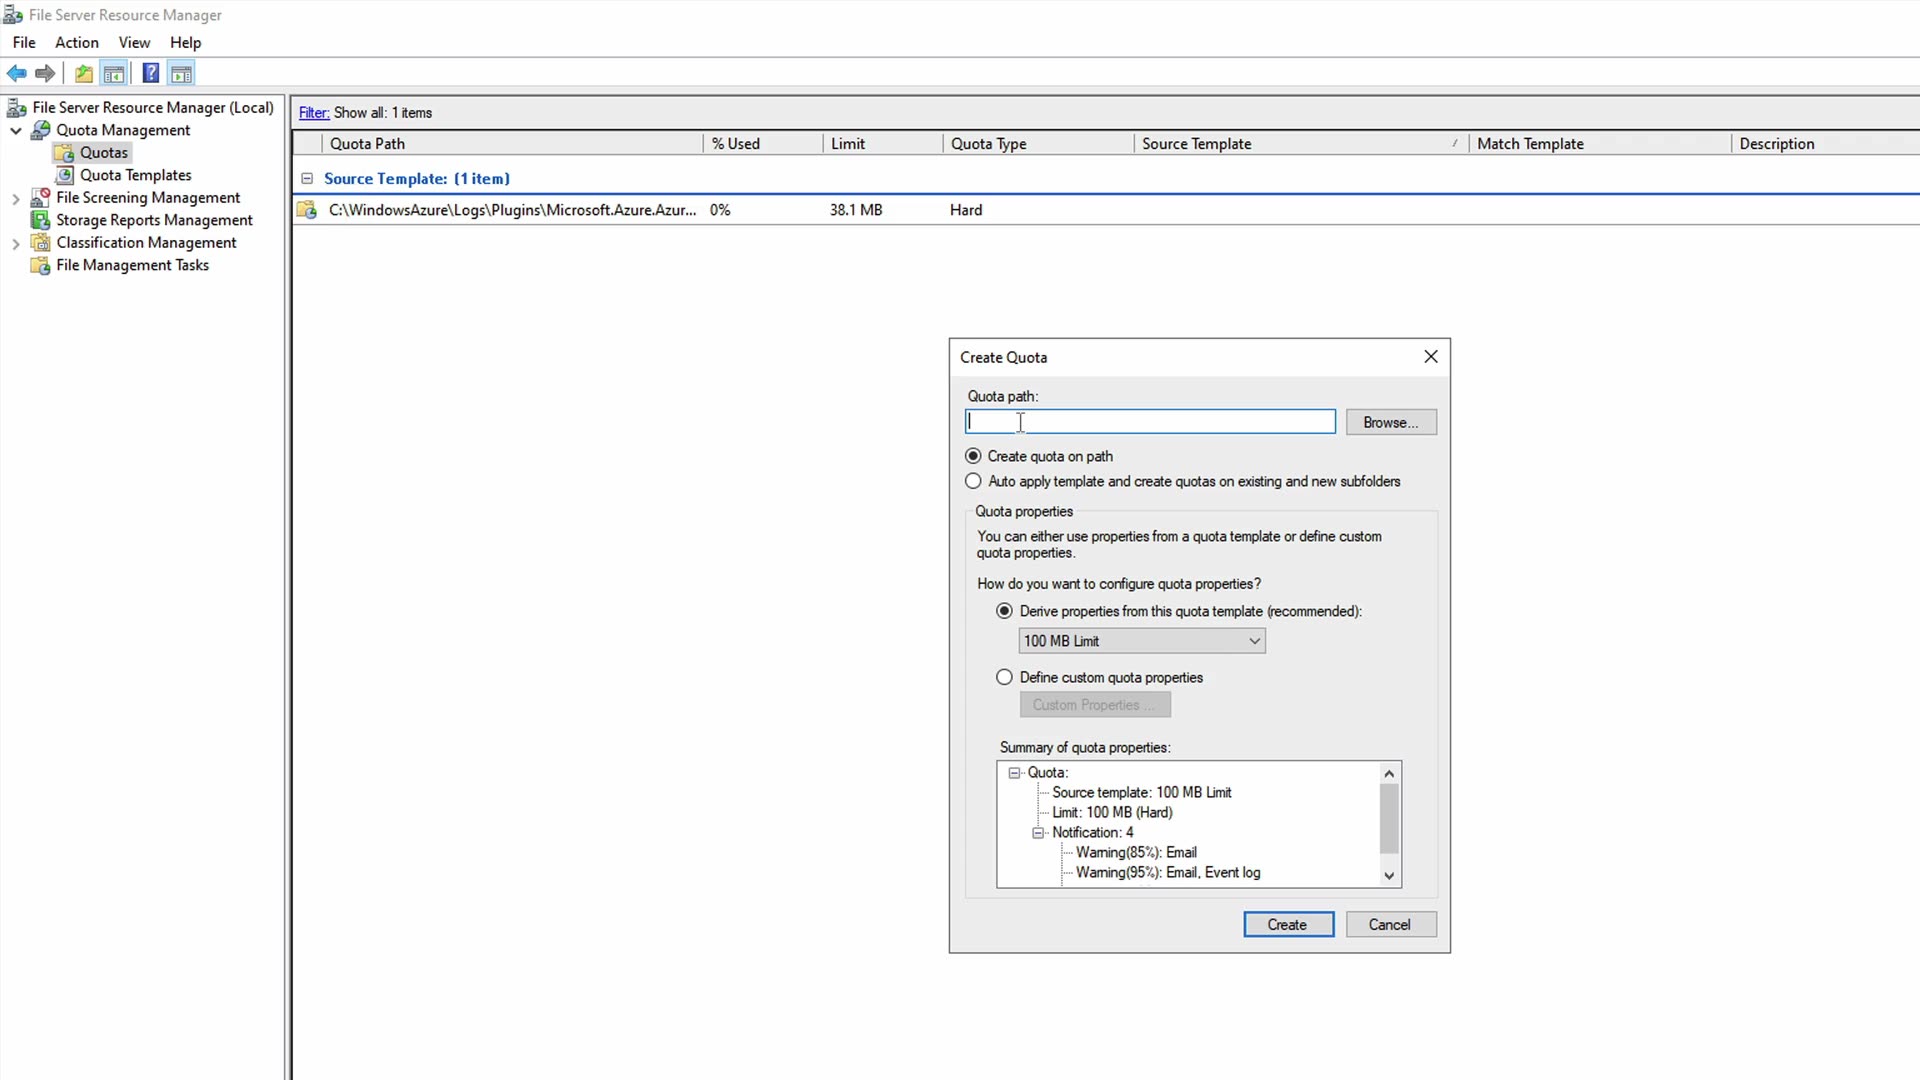 File Server Resource Manager
File Action View Help
File Server Resource Manager (Local)
Quota Management
Quotas
Quota Templates
File Screening Management
Storage Reports Management
Classification Management
File Management Tasks
Filter: Show all: 1 items
Quota Path % Used Limit Quota Type Source Template Match Template Description
Source Template: (1 item)
C:\WindowsAzure\Logs\Plugins\Microsoft.Azure.Azur... 0% 38.1 MB Hard
Create Quota
Quota path:
Browse...
Create quota on path
Auto apply template and create quotas on existing and new subfolders
Quota properties
You can either use properties from a quota template or define custom
quota properties.
How do you want to configure quota properties?
Derive properties from this quota template (recommended):
100 MB Limit
Define custom quota properties
Custom Properties ...
Summary of quota properties:
Quota:
Source template: 100 MB Limit
Limit: 100 MB (Hard)
Notification: 4
Warning(85%): Email
Warning(95%): Email, Event log
Create Cancel